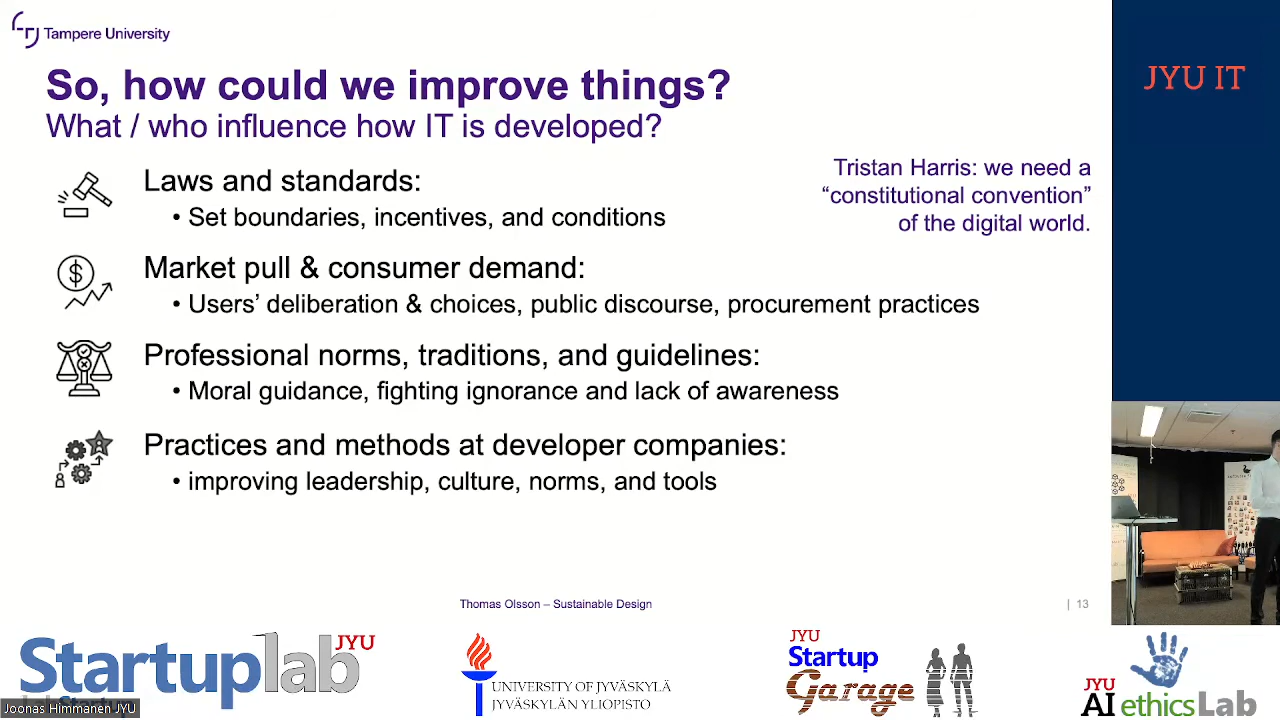 Tampere University
So, how could we improve things?
What / who influence how IT is developed?
Laws and standards:
• Set boundaries, incentives, and conditions
Tristan Harris: we need a
“constitutional convention”
of the digital world.
Market pull & consumer demand:
• Users’ deliberation & choices, public discourse, procurement practices
Professional norms, traditions, and guidelines:
• Moral guidance, fighting ignorance and lack of awareness
Practices and methods at developer companies:
• improving leadership, culture, norms, and tools
Thomas Olsson – Sustainable Design
| 13
JYU IT
Startuplab JYU
Joonas Himmanen JYU
UNIVERSITY OF JYVÄSKYLÄ
JYVÄSKYLÄN YLIOPISTO
JYU
Startup
Garage
JYU
AI ethicsLab